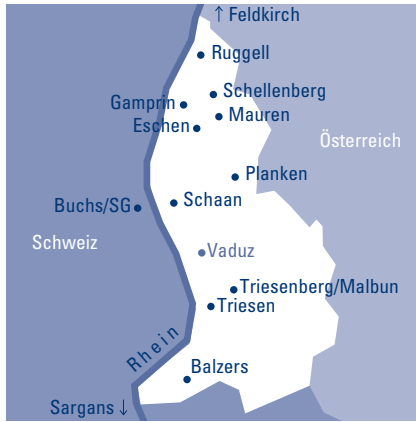 ↑ Feldkirch
Ruggell
Schellenberg
Gamprin
Mauren
Eschen
Österreich
Planken
Schaan
Buchs/SG
Schweiz
Vaduz
Triesenberg/Malbun
Triesen
Rhein
Balzers
Sargans ↓